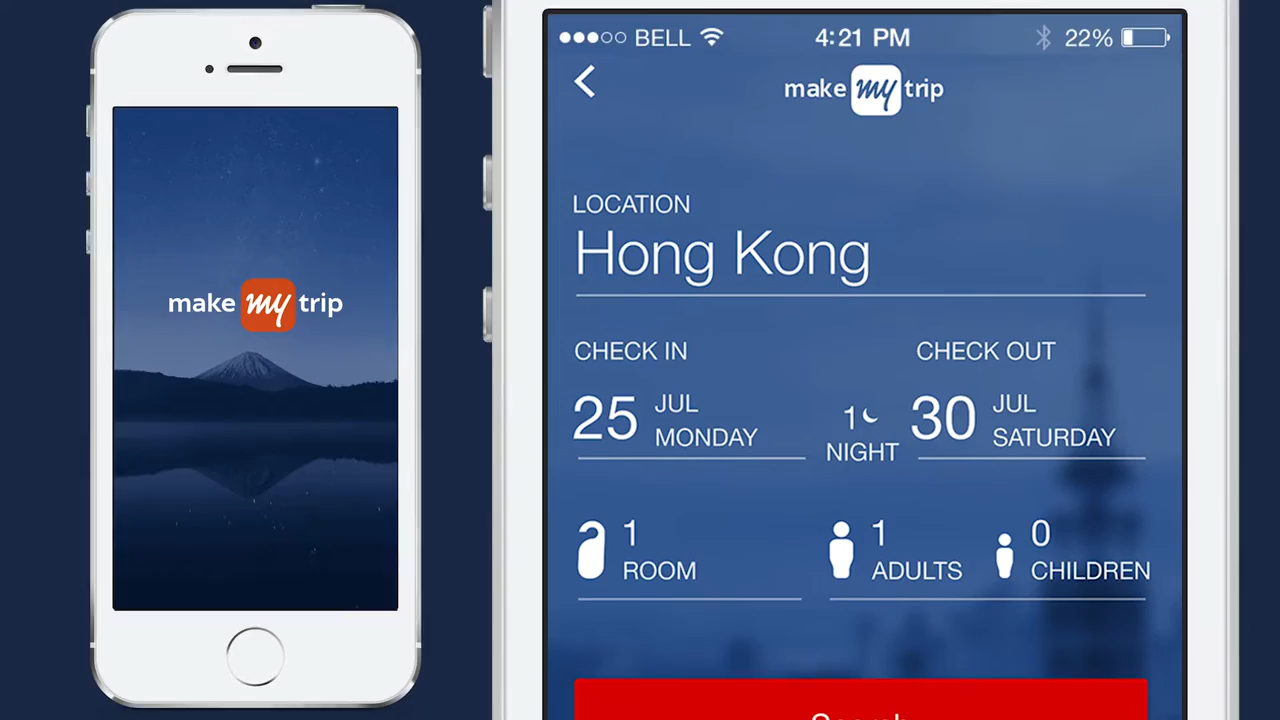 make my trip
BELL 4:21 PM 22%
make my trip
LOCATION
Hong Kong
CHECK IN CHECK OUT
25 JUL MONDAY 1 NIGHT 30 JUL SATURDAY
1 ROOM 1 ADULTS 0 CHILDREN
Search